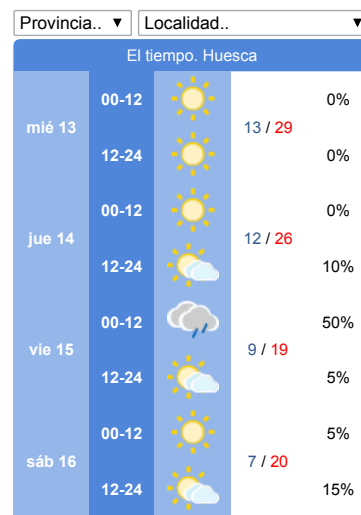 Provincia.. Localidad..
El tiempo. Huesca
mié 13 00-12 13 / 29 0%
12-24 0%
jue 14 00-12 12 / 26 0%
12-24 10%
vie 15 00-12 9 / 19 50%
12-24 5%
sáb 16 00-12 7 / 20 5%
12-24 15%